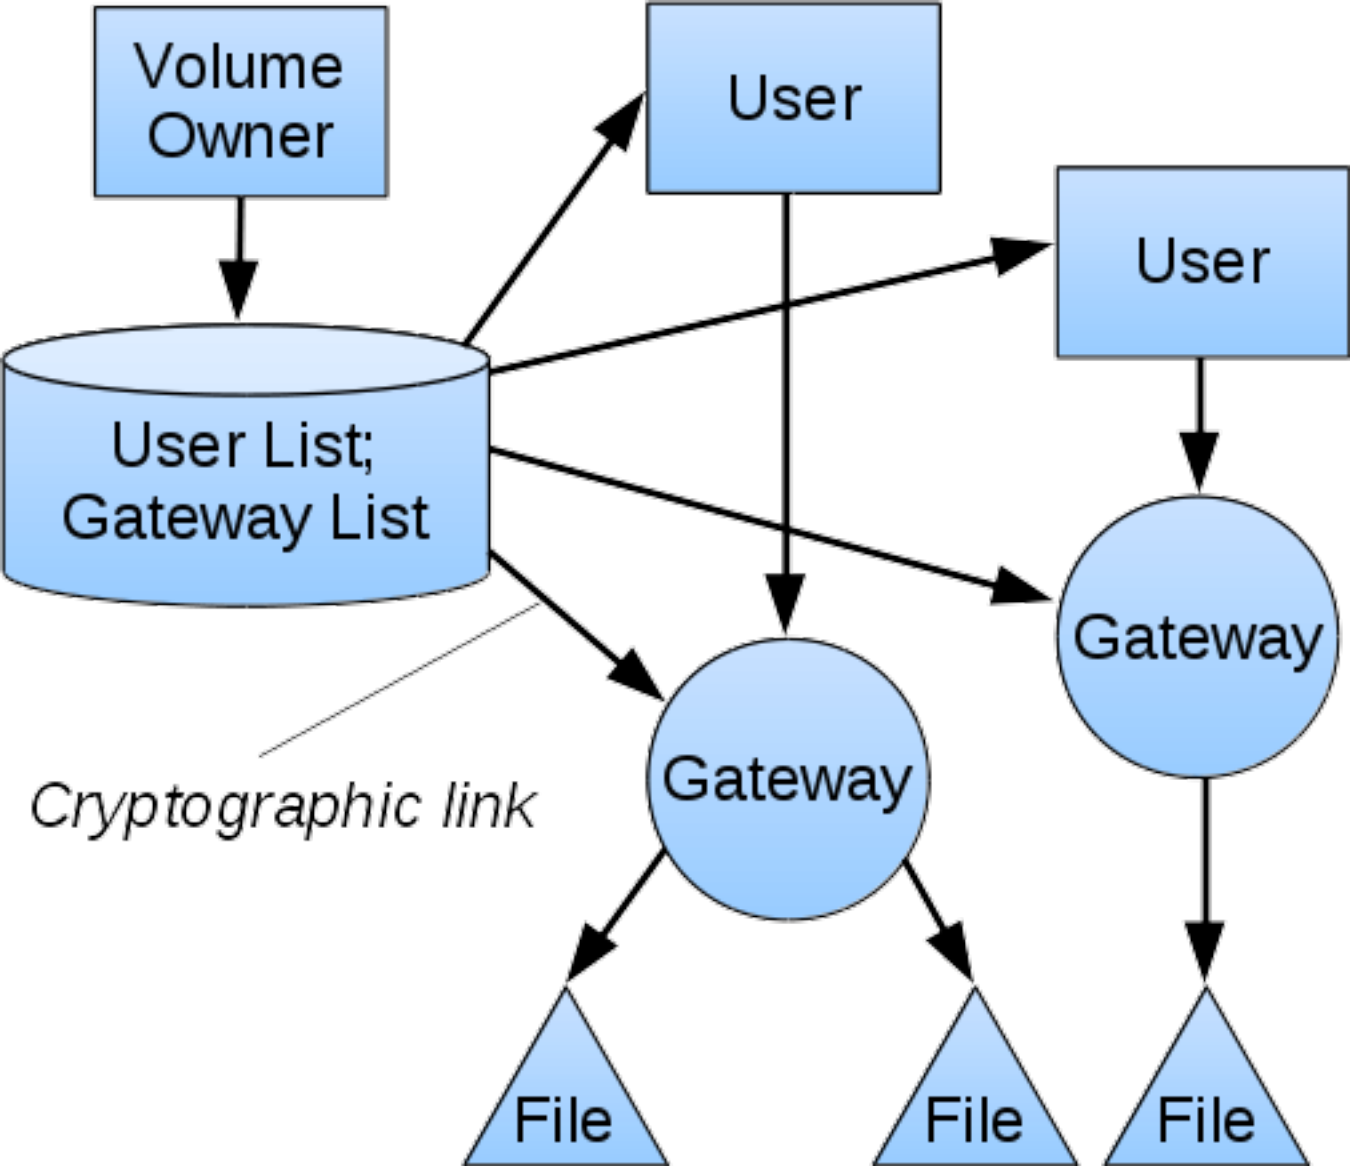 Volume
Owner
User
User
User List;
Gateway List
Gateway
Gateway
Cryptographic link
File
File
File